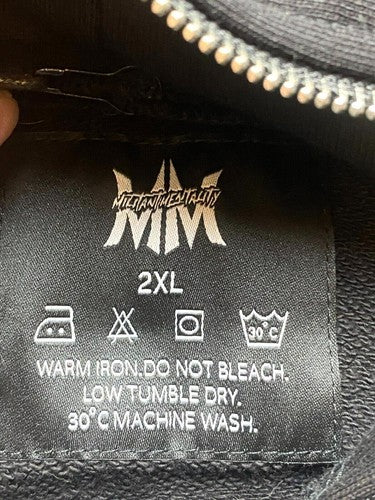 MILITANT MENTALITY
MM
2XL
30°C
WARM IRON.DO NOT BLEACH.
LOW TUMBLE DRY.
30°C MACHINE WASH.